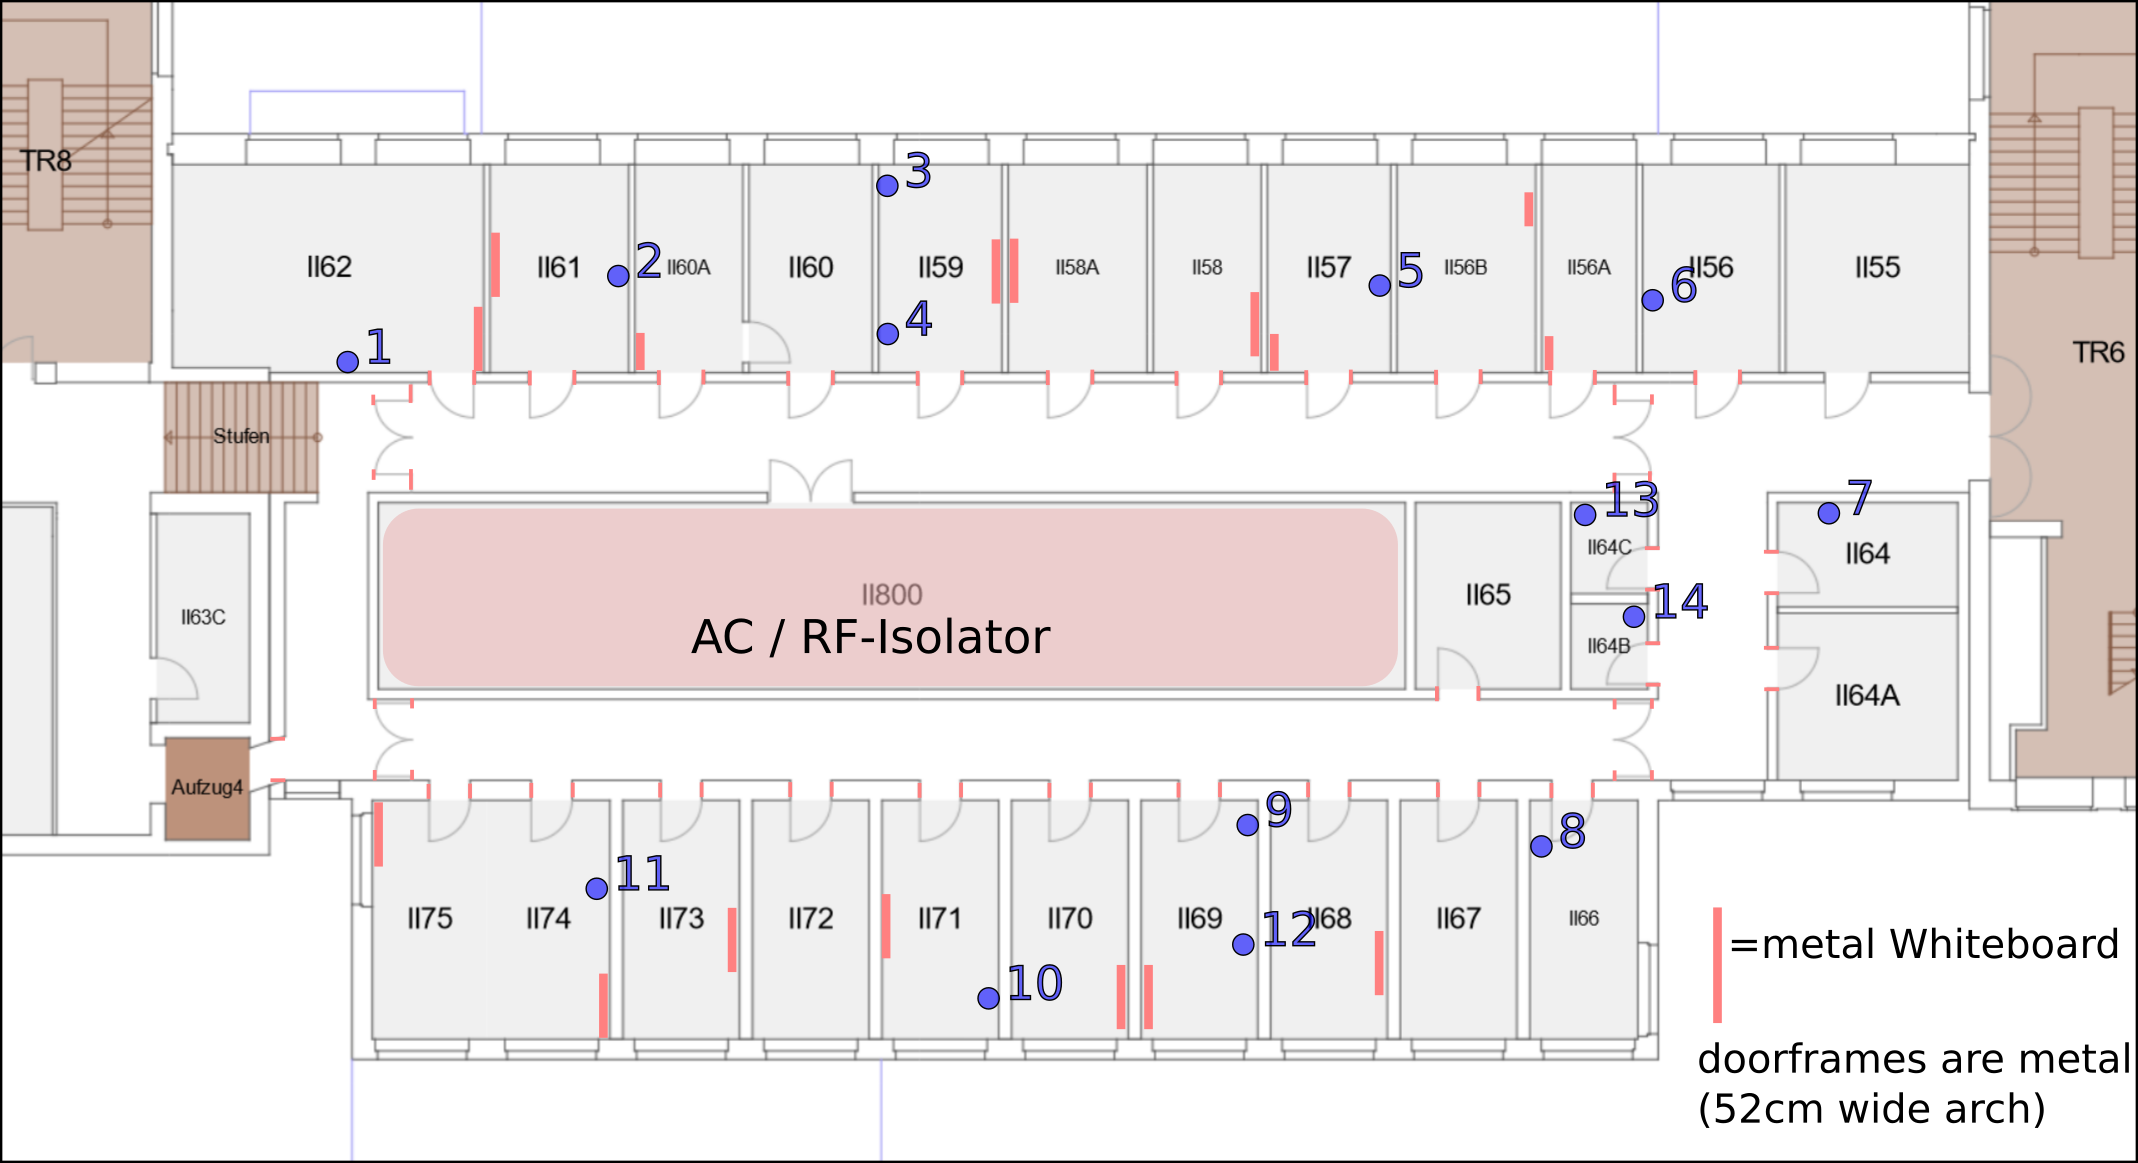 TR8
3
II62
II61
2
II60A
II60
II59
II58A
II58
II57
5
II56B
II56A
6
II56
II55
1
4
TR6
Stufen
13
7
II64C
II64
II800
AC / RF-Isolator
II65
14
II63C
II64B
II64A
Aufzug4
9
8
11
II75
II74
II73
II72
II71
II70
II69
12
II68
II67
II66
10
=metal Whiteboard
doorframes are metal
(52cm wide arch)